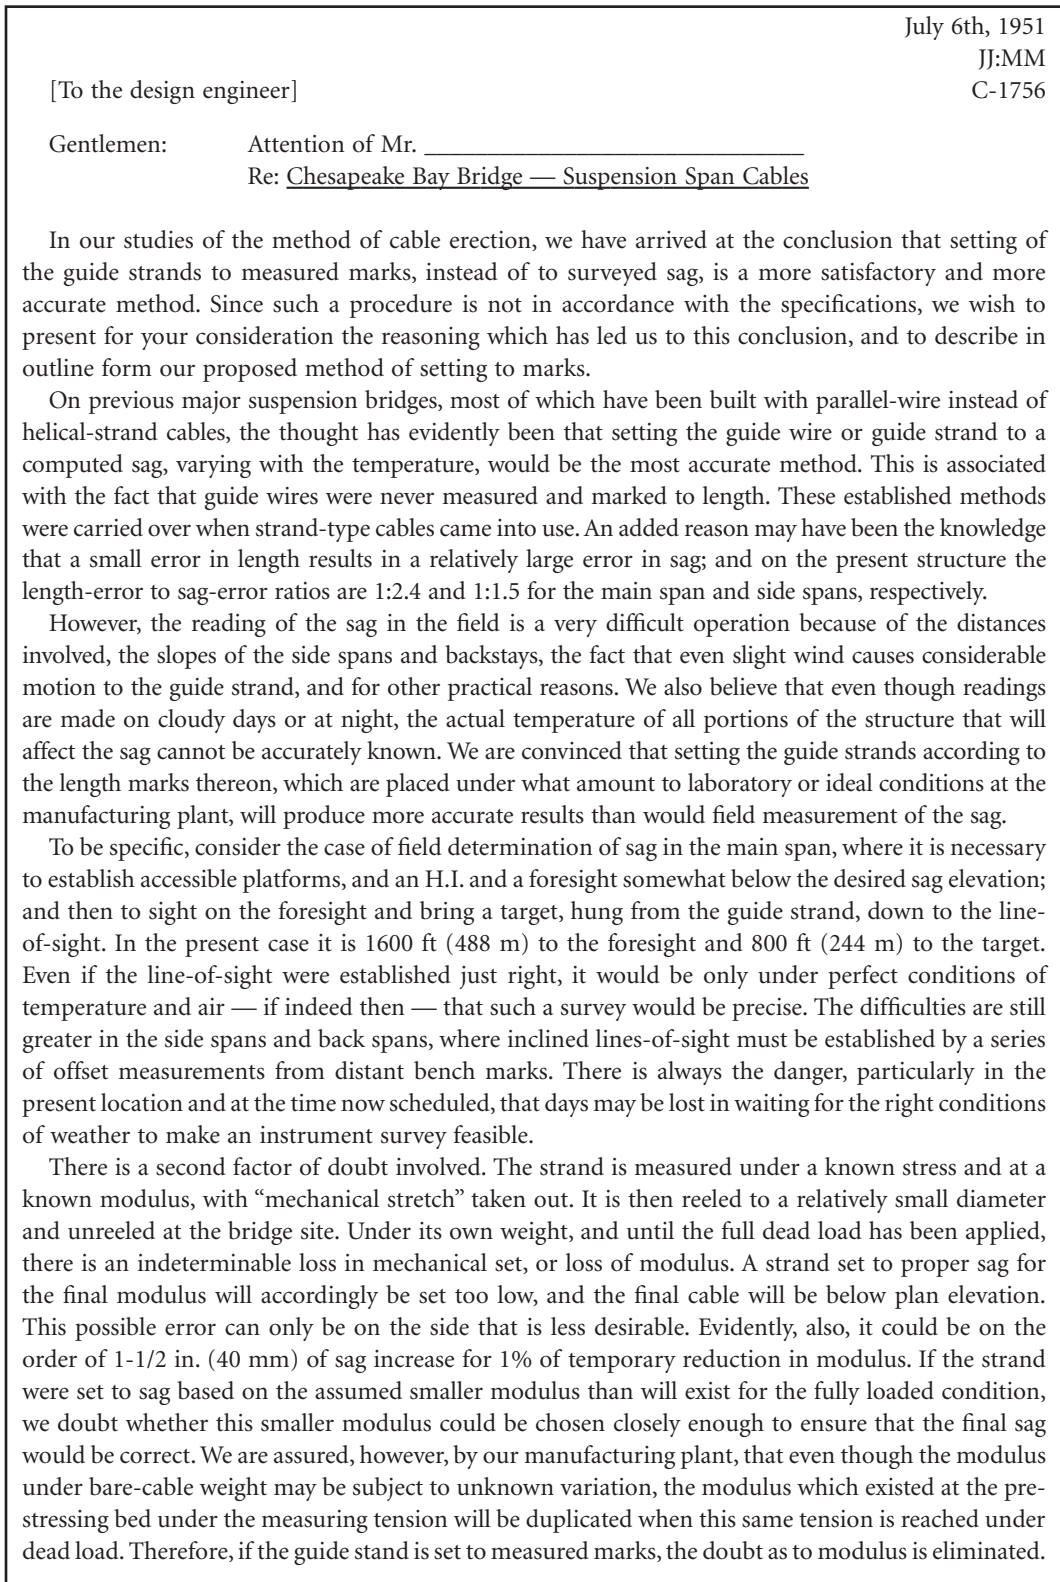 July 6th, 1951
JJ:MM
[To the design engineer] C-1756
Gentlemen: Attention of Mr. ______________________________
Re: Chesapeake Bay Bridge — Suspension Span Cables
In our studies of the method of cable erection, we have arrived at the conclusion that setting of
the guide strands to measured marks, instead of to surveyed sag, is a more satisfactory and more
accurate method. Since such a procedure is not in accordance with the specifications, we wish to
present for your consideration the reasoning which has led us to this conclusion, and to describe in
outline form our proposed method of setting to marks.
On previous major suspension bridges, most of which have been built with parallel-wire instead of
helical-strand cables, the thought has evidently been that setting the guide wire or guide strand to a
computed sag, varying with the temperature, would be the most accurate method. This is associated
with the fact that guide wires were never measured and marked to length. These established methods
were carried over when strand-type cables came into use. An added reason may have been the knowledge
that a small error in length results in a relatively large error in sag; and on the present structure the
length-error to sag-error ratios are 1:2.4 and 1:1.5 for the main span and side spans, respectively.
However, the reading of the sag in the field is a very difficult operation because of the distances
involved, the slopes of the side spans and backstays, the fact that even slight wind causes considerable
motion to the guide strand, and for other practical reasons. We also believe that even though readings
are made on cloudy days or at night, the actual temperature of all portions of the structure that will
affect the sag cannot be accurately known. We are convinced that setting the guide strands according to
the length marks thereon, which are placed under what amount to laboratory or ideal conditions at the
manufacturing plant, will produce more accurate results than would field measurement of the sag.
To be specific, consider the case of field determination of sag in the main span, where it is necessary
to establish accessible platforms, and an H.I. and a foresight somewhat below the desired sag elevation;
and then to sight on the foresight and bring a target, hung from the guide strand, down to the line-
of-sight. In the present case it is 1600 ft (488 m) to the foresight and 800 ft (244 m) to the target.
Even if the line-of-sight were established just right, it would be only under perfect conditions of
temperature and air — if indeed then — that such a survey would be precise. The difficulties are still
greater in the side spans and back spans, where inclined lines-of-sight must be established by a series
of offset measurements from distant bench marks. There is always the danger, particularly in the
present location and at the time now scheduled, that days may be lost in waiting for the right conditions
of weather to make an instrument survey feasible.
There is a second factor of doubt involved. The strand is measured under a known stress and at a
known modulus, with “mechanical stretch” taken out. It is then reeled to a relatively small diameter
and unreeled at the bridge site. Under its own weight, and until the full dead load has been applied,
there is an indeterminable loss in mechanical set, or loss of modulus. A strand set to proper sag for
the final modulus will accordingly be set too low, and the final cable will be below plan elevation.
This possible error can only be on the side that is less desirable. Evidently, also, it could be on the
order of 1-1/2 in. (40 mm) of sag increase for 1% of temporary reduction in modulus. If the strand
were set to sag based on the assumed smaller modulus than will exist for the fully loaded condition,
we doubt whether this smaller modulus could be chosen closely enough to ensure that the final sag
would be correct. We are assured, however, by our manufacturing plant, that even though the modulus
under bare-cable weight may be subject to unknown variation, the modulus which existed at the pre-
stressing bed under the measuring tension will be duplicated when this same tension is reached under
dead load. Therefore, if the guide stand is set to measured marks, the doubt as to modulus is eliminated.